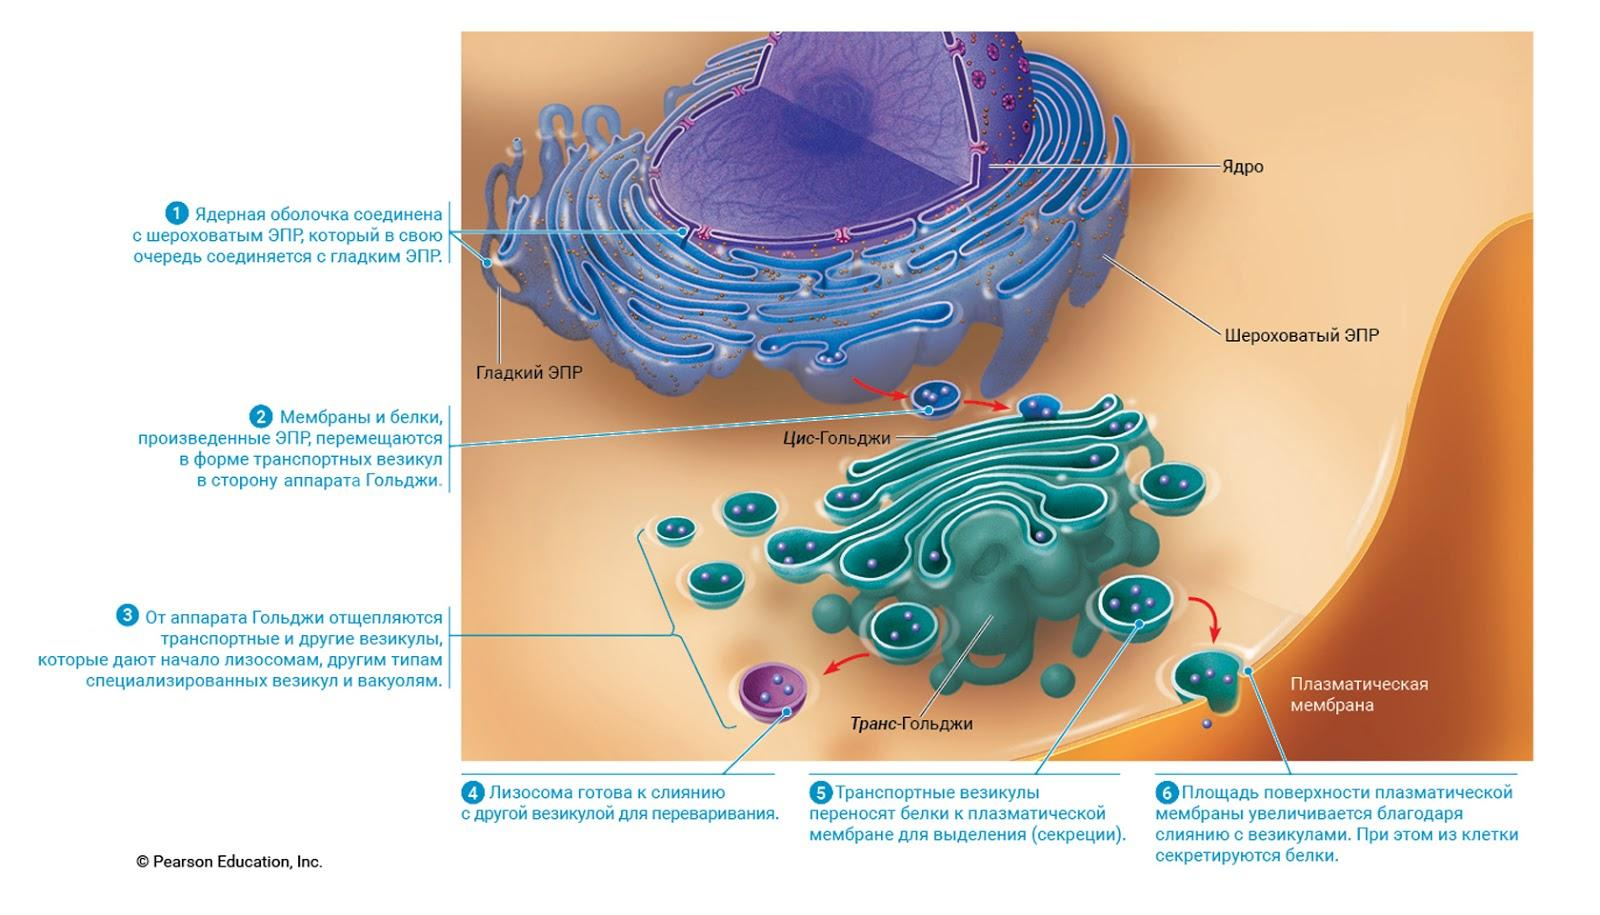 1 Ядерная оболочка соединена
с шероховатым ЭПР, который в свою
очередь соединяется с гладким ЭПР.
Ядро
Шероховатый ЭПР
Гладкий ЭПР
2 Мембраны и белки,
произведенные ЭПР, перемещаются
в форме транспортных везикул
в сторону аппарата Гольджи.
Цис-Гольджи
3 От аппарата Гольджи отщепляются
транспортные и другие везикулы,
которые дают начало лизосомам, другим типам
специализированных везикул и вакуолям.
Плазматическая
мембрана
Транс-Гольджи
4 Лизосома готова к слиянию
с другой везикулой для переваривания.
5 Транспортные везикулы
переносят белки к плазматической
мембране для выделения (секреции).
6 Площадь поверхности плазматической
мембраны увеличивается благодаря
слиянию с везикулами. При этом из клетки
секретируются белки.
© Pearson Education, Inc.